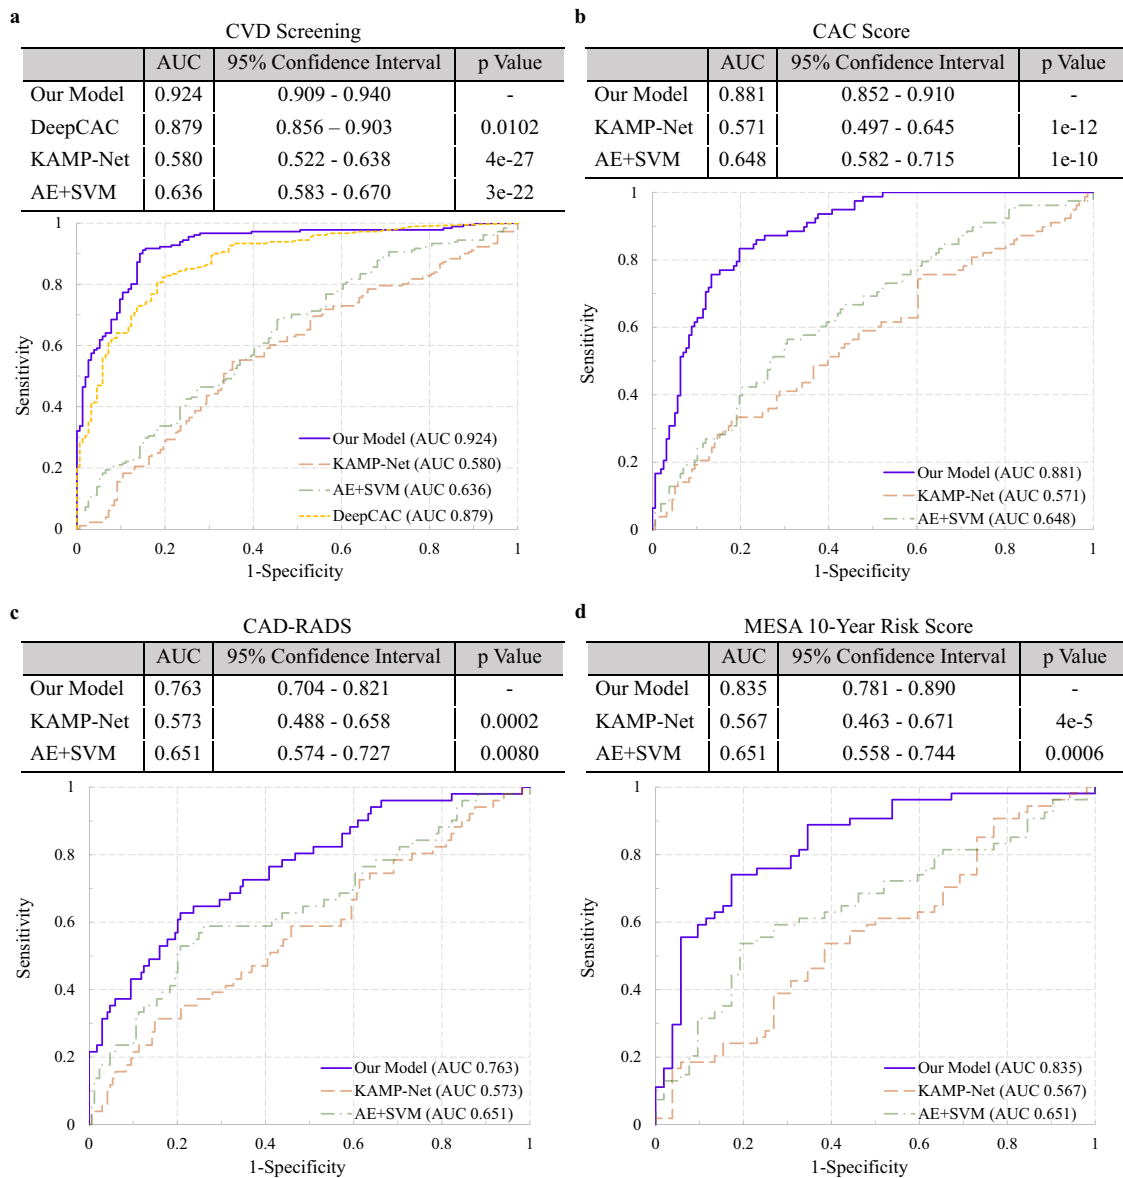 a
CVD Screening
AUC 95% Confidence Interval p Value
Our Model 0.924 0.909 - 0.940 -
DeepCAC 0.879 0.856 – 0.903 0.0102
KAMP-Net 0.580 0.522 - 0.638 4e-27
AE+SVM 0.636 0.583 - 0.670 3e-22
1
0.8
0.6
0.4
0.2
0
Sensitivity
Our Model (AUC 0.924)
KAMP-Net (AUC 0.580)
AE+SVM (AUC 0.636)
DeepCAC (AUC 0.879)
0 0.2 0.4 0.6 0.8 1
1-Specificity
b
CAC Score
AUC 95% Confidence Interval p Value
Our Model 0.881 0.852 - 0.910 -
KAMP-Net 0.571 0.497 - 0.645 1e-12
AE+SVM 0.648 0.582 - 0.715 1e-10
1
0.8
0.6
0.4
0.2
0
Sensitivity
Our Model (AUC 0.881)
KAMP-Net (AUC 0.571)
AE+SVM (AUC 0.648)
0 0.2 0.4 0.6 0.8 1
1-Specificity
c
CAD-RADS
AUC 95% Confidence Interval p Value
Our Model 0.763 0.704 - 0.821 -
KAMP-Net 0.573 0.488 - 0.658 0.0002
AE+SVM 0.651 0.574 - 0.727 0.0080
1
0.8
0.6
0.4
0.2
0
Sensitivity
Our Model (AUC 0.763)
KAMP-Net (AUC 0.573)
AE+SVM (AUC 0.651)
0 0.2 0.4 0.6 0.8 1
1-Specificity
d
MESA 10-Year Risk Score
AUC 95% Confidence Interval p Value
Our Model 0.835 0.781 - 0.890 -
KAMP-Net 0.567 0.463 - 0.671 4e-5
AE+SVM 0.651 0.558 - 0.744 0.0006
1
0.8
0.6
0.4
0.2
0
Sensitivity
Our Model (AUC 0.835)
KAMP-Net (AUC 0.567)
AE+SVM (AUC 0.651)
0 0.2 0.4 0.6 0.8 1
1-Specificity